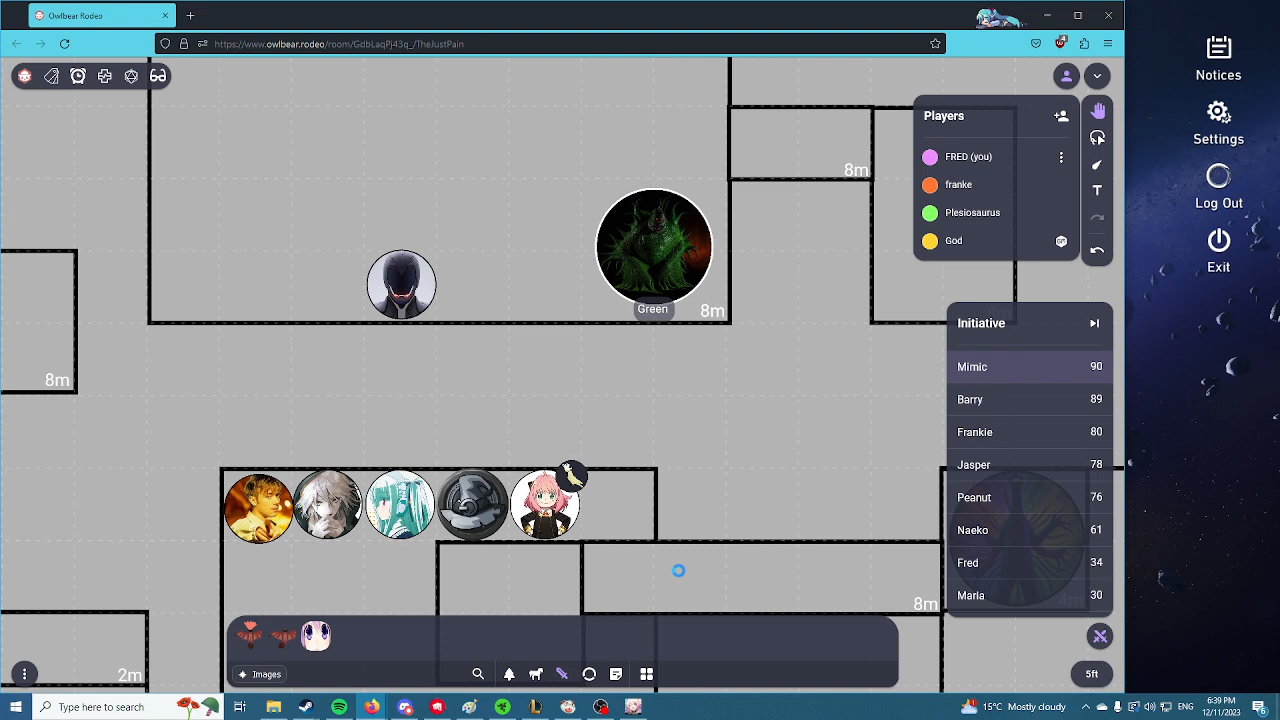 Owlbear Rodeo
https://www.owlbear.rodeo/room/GdbLaqPj43q_/TheJustPain
Notices
Settings
Log Out
Exit
Players
FRED (you)
franke
Plesiosaurus
God
GM
8m
Green
8m
8m
Initiative
Mimic 90
Barry 89
Frankie 80
Jasper 78
Peanut 76
Naeko 61
Fred 34
Maria 30
8m
2m
Images
5ft
Type here to search
15°C Mostly cloudy
6:39 PM
12/11/2023